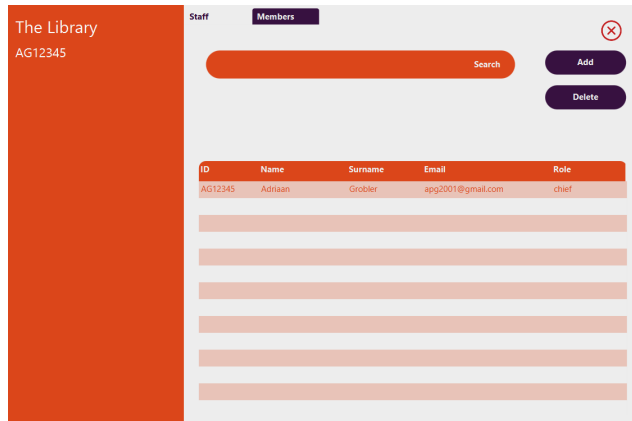 The Library
AG12345
Staff Members
Search
Add
Delete
ID Name Surname Email Role
AG12345 Adriaan Grobler apg2001@gmail.com chief